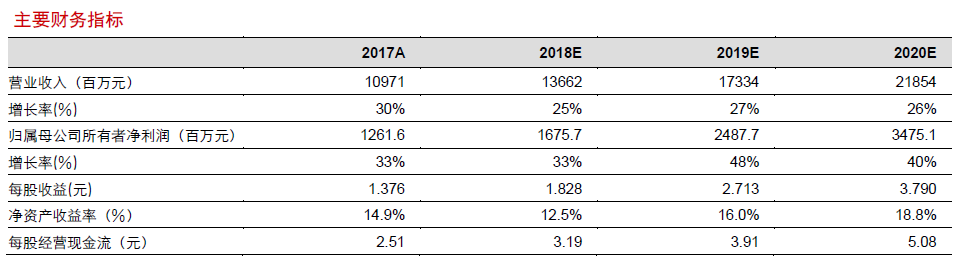 主要财务指标
2017A 2018E 2019E 2020E
营业收入（百万元） 10971 13662 17334 21854
增长率(%) 30% 25% 27% 26%
归属母公司所有者净利润（百万元） 1261.6 1675.7 2487.7 3475.1
增长率(%) 33% 33% 48% 40%
每股收益(元) 1.376 1.828 2.713 3.790
净资产收益率（%） 14.9% 12.5% 16.0% 18.8%
每股经营现金流（元） 2.51 3.19 3.91 5.08